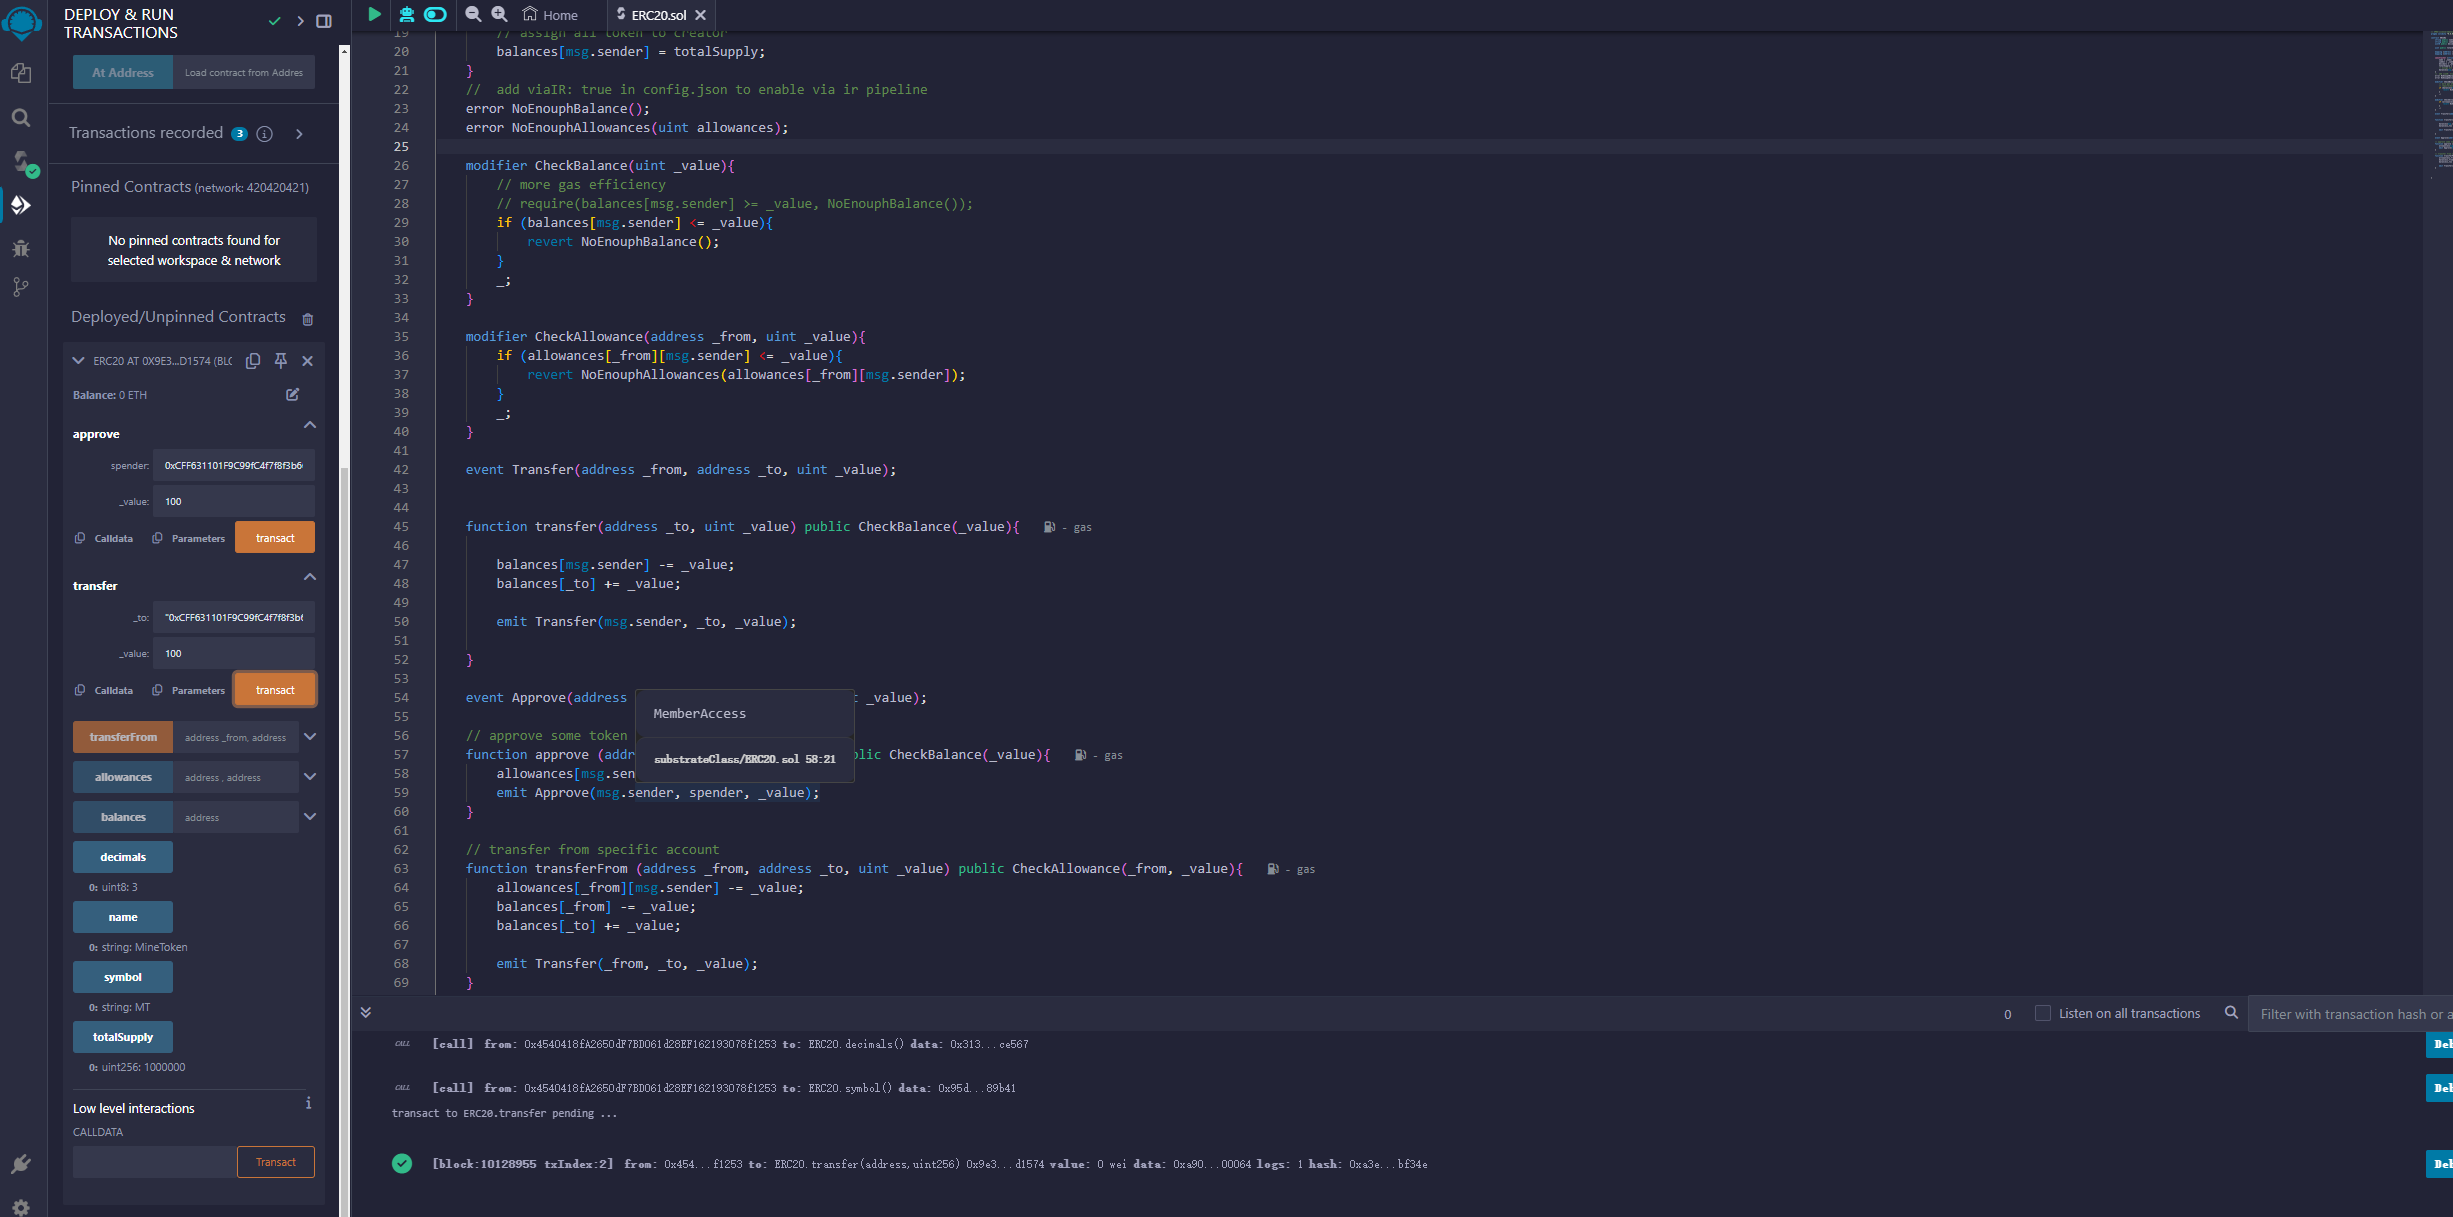 DEPLOY & RUN
TRANSACTIONS
At Address
Load contract from Addres
Transactions recorded 3
Pinned Contracts (network: 420420421)
No pinned contracts found for
selected workspace & network
Deployed/Unpinned Contracts
ERC20 AT 0X9E3...D1574 (BLC
Balance: 0 ETH
approve
spender: 0xCFF631101F9C99fC4f7f8f3b6
_value: 100
Calldata Parameters transact
transfer
_to: "0xCFF631101F9C99fC4f7f8f3b
_value: 100
Calldata Parameters transact
transferFrom address _from, address
allowances address , address
balances address
decimals
0: uint8: 3
name
0: string: MineToken
symbol
0: string: MT
totalSupply
0: uint256: 1000000
Low level interactions
CALLDATA
Transact
Home
ERC20.sol
19 // assign all token to creator
20 balances[msg.sender] = totalSupply;
21 }
22 //  add viaIR: true in config.json to enable via ir pipeline
23 error NoEnouphBalance();
24 error NoEnouphAllowances(uint allowances);
25
26 modifier CheckBalance(uint _value){
27 // more gas efficiency
28 // require(balances[msg.sender] >= _value, NoEnouphBalance());
29 if (balances[msg.sender] <= _value){
30 revert NoEnouphBalance();
31 }
32 _;
33 }
34
35 modifier CheckAllowance(address _from, uint _value){
36 if (allowances[_from][msg.sender] <= _value){
37 revert NoEnouphAllowances(allowances[_from][msg.sender]);
38 }
39 _;
40 }
41
42 event Transfer(address _from, address _to, uint _value);
43
44
45 function transfer(address _to, uint _value) public CheckBalance(_value){ - gas
46
47 balances[msg.sender] -= _value;
48 balances[_to] += _value;
49
50 emit Transfer(msg.sender, _to, _value);
51
52 }
53
54 event Approve(address _value);
55
56 // approve some token
57 function approve (addr blic CheckBalance(_value){ - gas
58 allowances[msg.sen
59 emit Approve(msg.sender, spender, _value);
60 }
61
62 // transfer from specific account
63 function transferFrom (address _from, address _to, uint _value) public CheckAllowance(_from, _value){ - gas
64 allowances[_from][msg.sender] -= _value;
65 balances[_from] -= _value;
66 balances[_to] += _value;
67
68 emit Transfer(_from, _to, _value);
69 }
MemberAccess
substrateClass/ERC20.sol 58:21
0 Listen on all transactions Filter with transaction hash or a
CALL [call] from: 0x4540418fA2650dF7BD061d28EF162193078f1253 to: ERC20.decimals() data: 0x313...ce567 Deb
CALL [call] from: 0x4540418fA2650dF7BD061d28EF162193078f1253 to: ERC20.symbol() data: 0x95d...89b41 Deb
transact to ERC20.transfer pending ...
[block:10128955 txIndex:2] from: 0x454...f1253 to: ERC20.transfer(address,uint256) 0x9e3...d1574 value: 0 wei data: 0xa90...00064 logs: 1 hash: 0xa3e...bf34e Deb